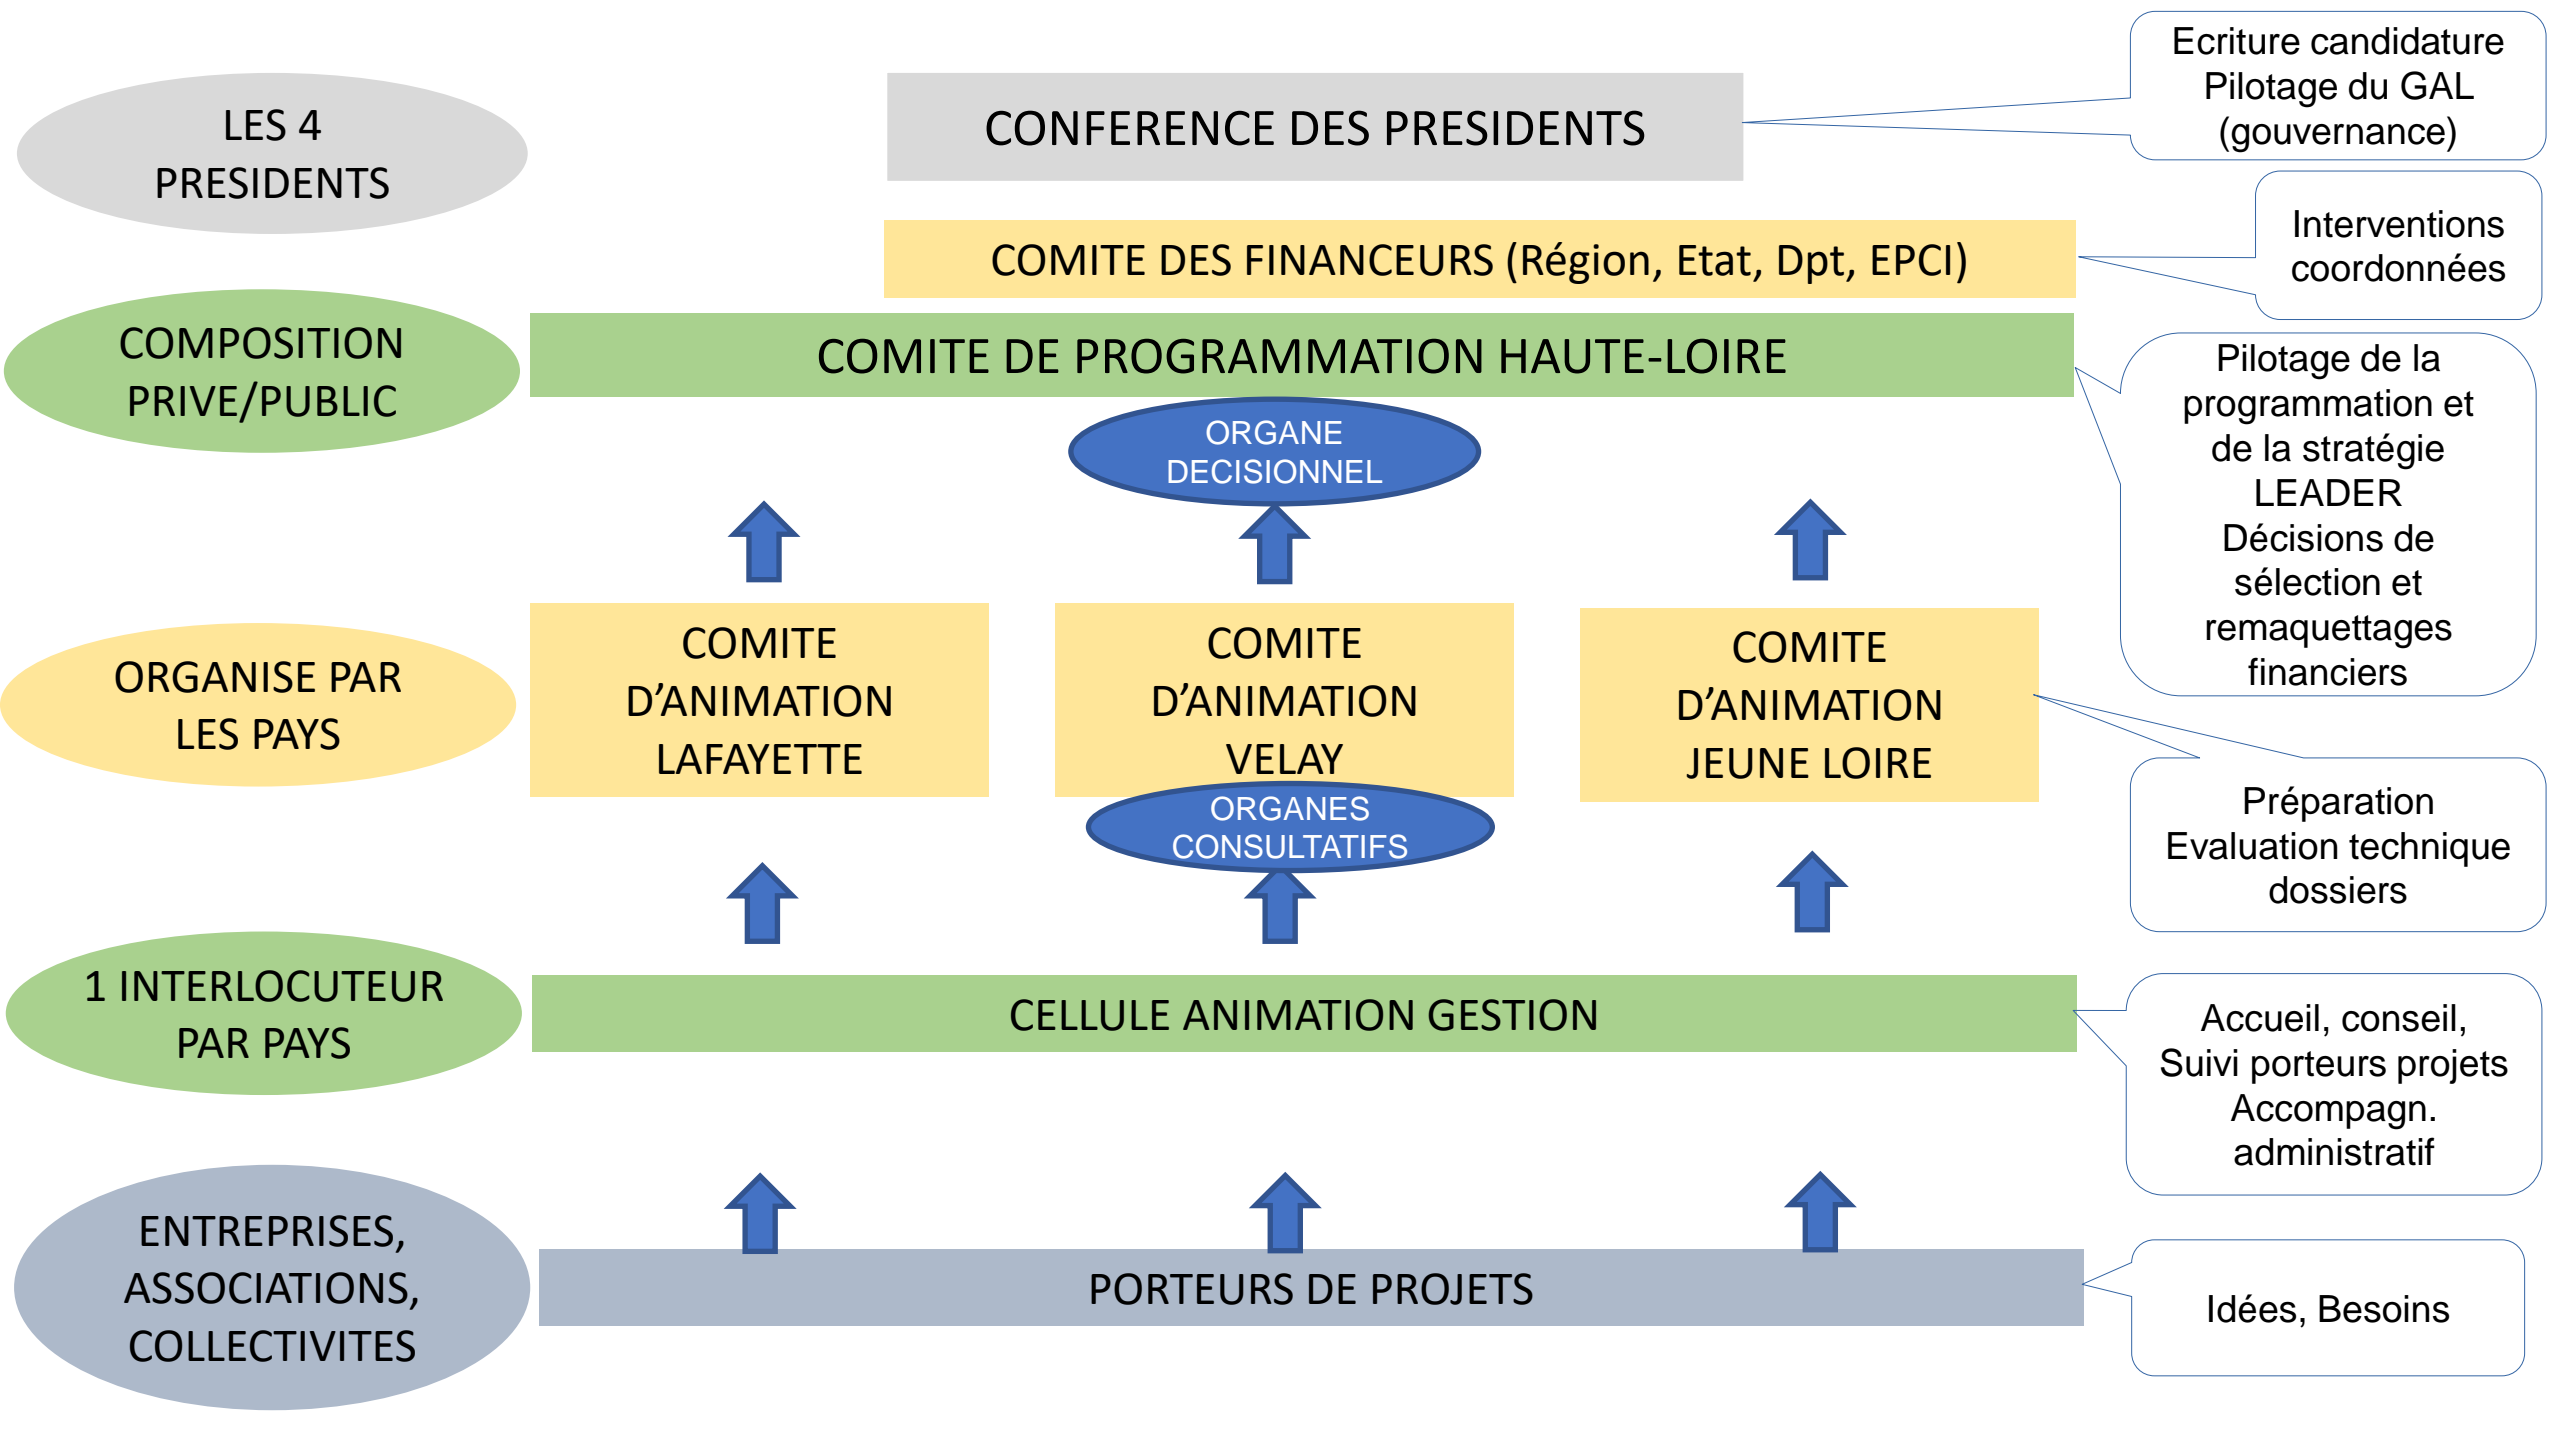 LES 4
PRESIDENTS
CONFERENCE DES PRESIDENTS
Ecriture candidature
Pilotage du GAL
(gouvernance)
COMITE DES FINANCEURS (Région, Etat, Dpt, EPCI)
Interventions
coordonnées
COMPOSITION
PRIVE/PUBLIC
COMITE DE PROGRAMMATION HAUTE-LOIRE
ORGANE
DECISIONNEL
Pilotage de la
programmation et
de la stratégie
LEADER
Décisions de
sélection et
remaquettages
financiers
ORGANISE PAR
LES PAYS
COMITE
D’ANIMATION
LAFAYETTE
COMITE
D’ANIMATION
VELAY
ORGANES
CONSULTATIFS
COMITE
D’ANIMATION
JEUNE LOIRE
Préparation
Evaluation technique
dossiers
1 INTERLOCUTEUR
PAR PAYS
CELLULE ANIMATION GESTION
Accueil, conseil,
Suivi porteurs projets
Accompagn.
administratif
ENTREPRISES,
ASSOCIATIONS,
COLLECTIVITES
PORTEURS DE PROJETS
Idées, Besoins